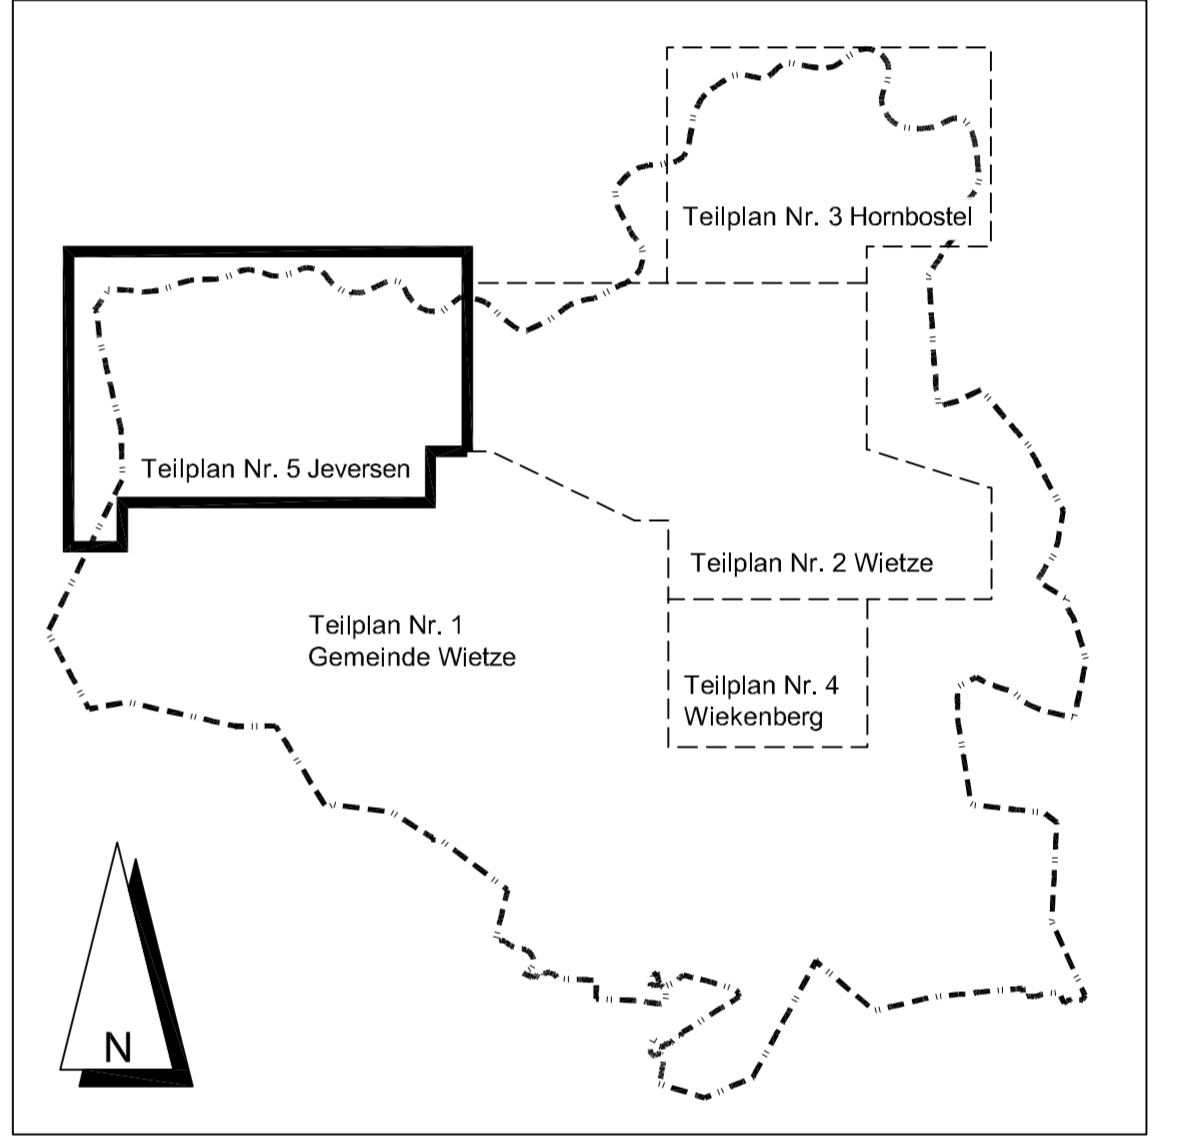 Teilplan Nr. 3 Hornbostel
Teilplan Nr. 5 Jeversen
Teilplan Nr. 2 Wietze
Teilplan Nr. 1
Gemeinde Wietze
Teilplan Nr. 4
Wiekenberg
N